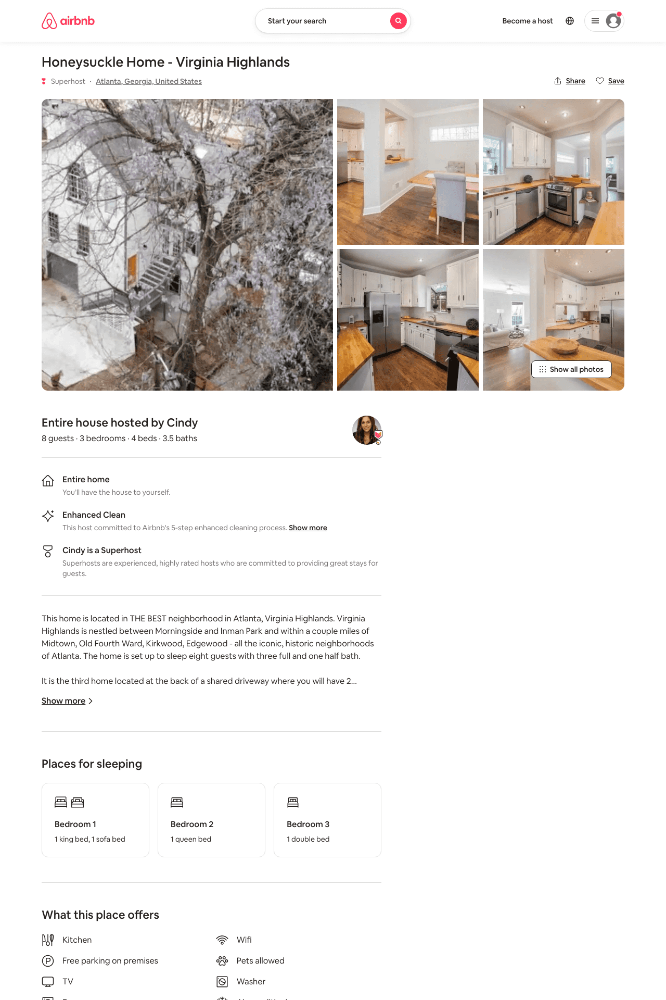 airbnb
Start your search
Become a host
Honeysuckle Home - Virginia Highlands
Superhost · Atlanta, Georgia, United States
Share
Save
Show all photos
Entire house hosted by Cindy
8 guests · 3 bedrooms · 4 beds · 3.5 baths
Entire home
You’ll have the house to yourself.
Enhanced Clean
This host committed to Airbnb's 5-step enhanced cleaning process. Show more
Cindy is a Superhost
Superhosts are experienced, highly rated hosts who are committed to providing great stays for
guests.
This home is located in THE BEST neighborhood in Atlanta, Virginia Highlands. Virginia
Highlands is nestled between Morningside and Inman Park and within a couple miles of
Midtown, Old Fourth Ward, Kirkwood, Edgewood - all the iconic, historic neighborhoods
of Atlanta. The home is set up to sleep eight guests with three full and one half bath.
It is the third home located at the back of a shared driveway where you will have 2...
Show more
Places for sleeping
Bedroom 1
1 king bed, 1 sofa bed
Bedroom 2
1 queen bed
Bedroom 3
1 double bed
What this place offers
Kitchen
Wifi
Free parking on premises
Pets allowed
TV
Washer